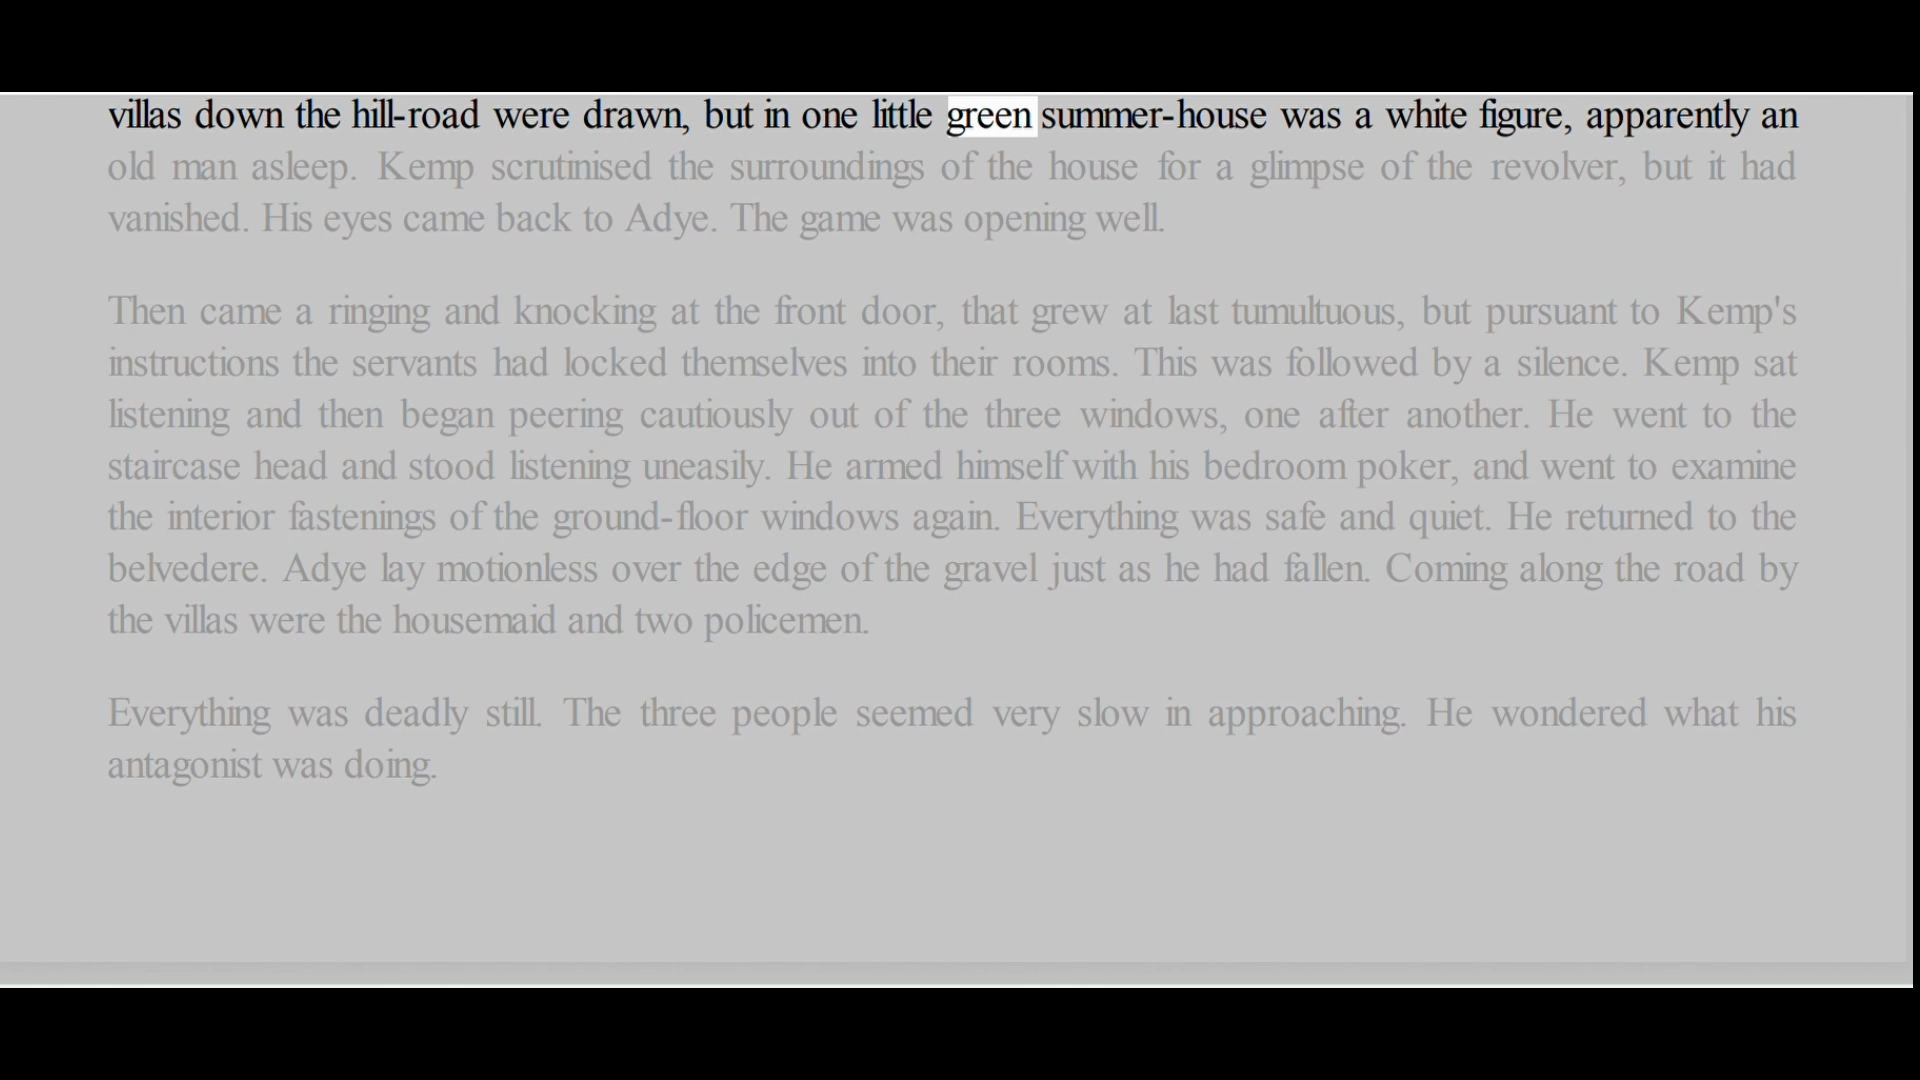 villas down the hill-road were drawn, but in one little green summer-house was a white figure, apparently an
old man asleep. Kemp scrutinised the surroundings of the house for a glimpse of the revolver, but it had
vanished. His eyes came back to Adye. The game was opening well.
Then came a ringing and knocking at the front door, that grew at last tumultuous, but pursuant to Kemp's
instructions the servants had locked themselves into their rooms. This was followed by a silence. Kemp sat
listening and then began peering cautiously out of the three windows, one after another. He went to the
staircase head and stood listening uneasily. He armed himself with his bedroom poker, and went to examine
the interior fastenings of the ground-floor windows again. Everything was safe and quiet. He returned to the
belvedere. Adye lay motionless over the edge of the gravel just as he had fallen. Coming along the road by
the villas were the housemaid and two policemen.
Everything was deadly still. The three people seemed very slow in approaching. He wondered what his
antagonist was doing.